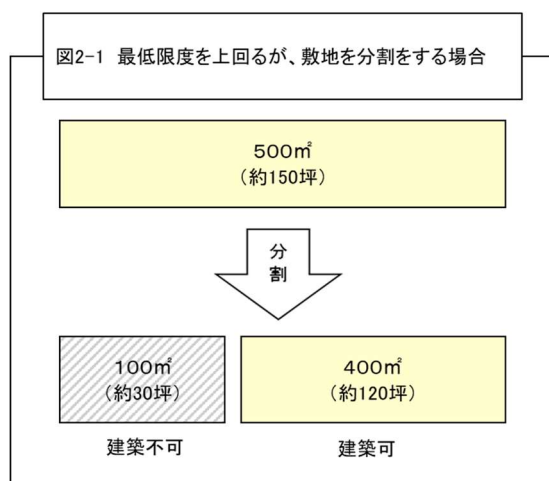 図2-1 最低限度を上回るが、敷地を分割をする場合
500㎡
(約150坪)
分
割
100㎡
(約30坪)
400㎡
(約120坪)
建築不可
建築可